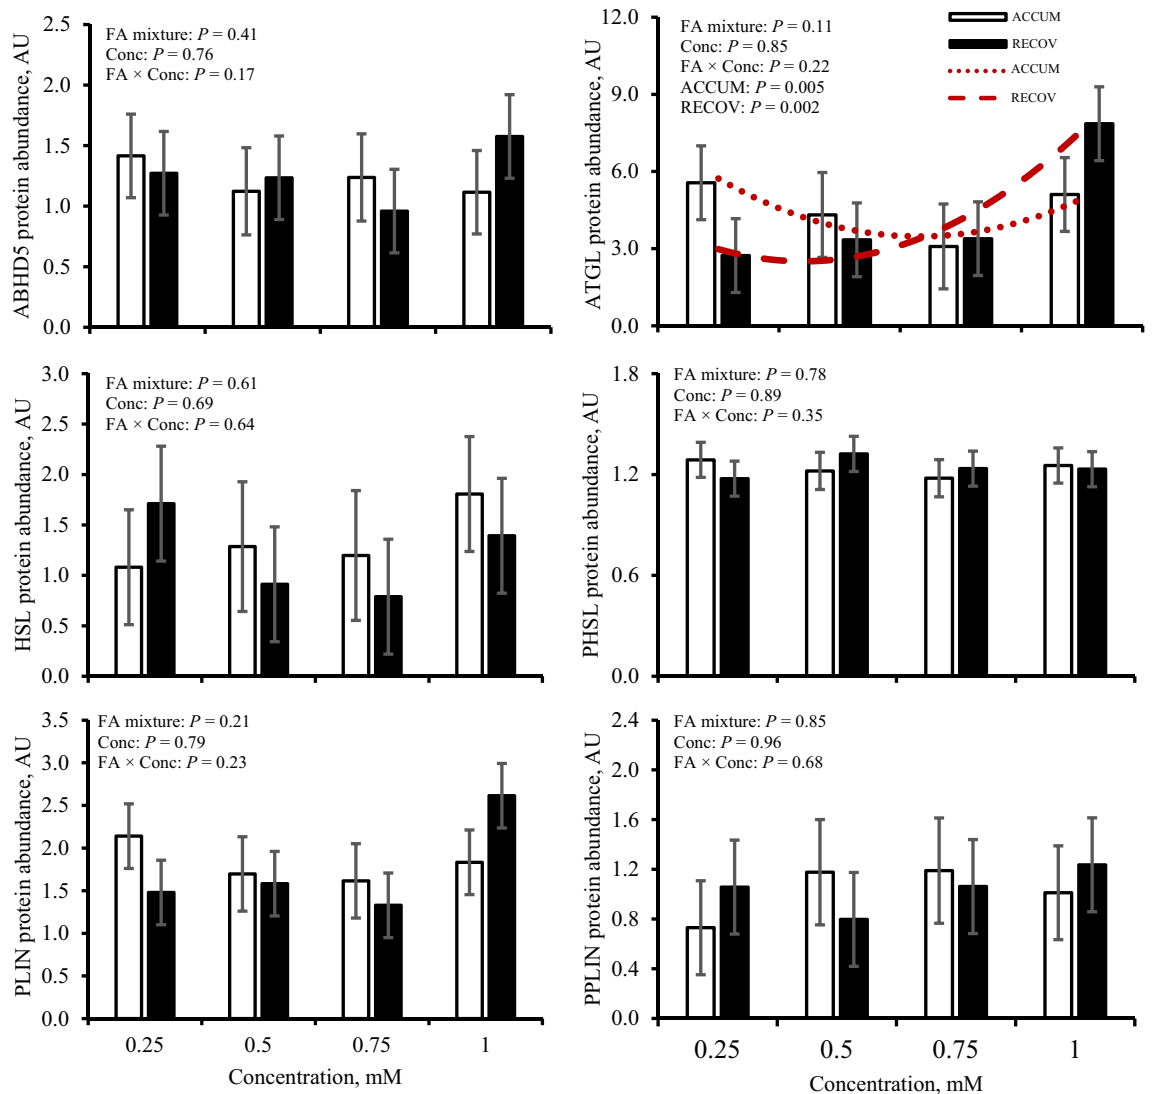 ABHD5 protein abundance, AU
2.5
2.0
1.5
1.0
0.5
0.0
FA mixture: P = 0.41
Conc: P = 0.76
FA × Conc: P = 0.17
ATGL protein abundance, AU
12.0
9.0
6.0
3.0
0.0
FA mixture: P = 0.11
Conc: P = 0.85
FA × Conc: P = 0.22
ACCUM: P = 0.005
RECOV: P = 0.002
ACCUM
RECOV
ACCUM
RECOV
HSL protein abundance, AU
3.0
2.5
2.0
1.5
1.0
0.5
0.0
FA mixture: P = 0.61
Conc: P = 0.69
FA × Conc: P = 0.64
PHSL protein abundance, AU
1.8
1.2
0.6
0.0
FA mixture: P = 0.78
Conc: P = 0.89
FA × Conc: P = 0.35
PLIN protein abundance, AU
3.5
3.0
2.5
2.0
1.5
1.0
0.5
0.0
FA mixture: P = 0.21
Conc: P = 0.79
FA × Conc: P = 0.23
0.25 0.5 0.75 1
Concentration, mM
PPLIN protein abundance, AU
2.4
2.0
1.6
1.2
0.8
0.4
0.0
FA mixture: P = 0.85
Conc: P = 0.96
FA × Conc: P = 0.68
0.25 0.5 0.75 1
Concentration, mM